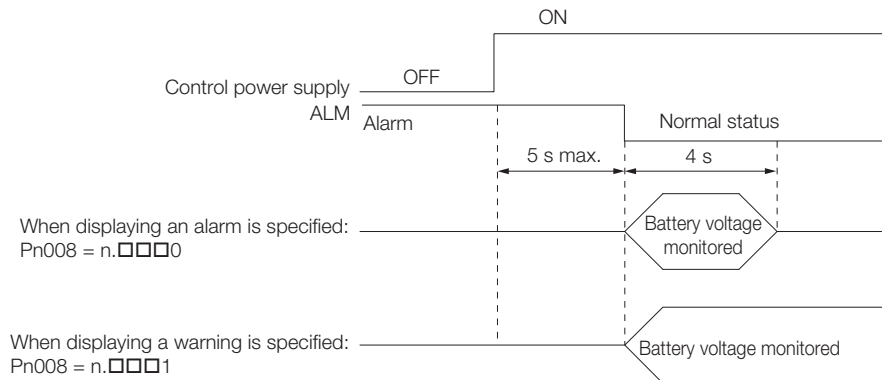 ON
OFF
Control power supply
ALM
Alarm
Normal status
5 s max.
4 s
When displaying an alarm is specified:
Pn008 = n.□□□0
Battery voltage
monitored
When displaying a warning is specified:
Pn008 = n.□□□1
Battery voltage monitored